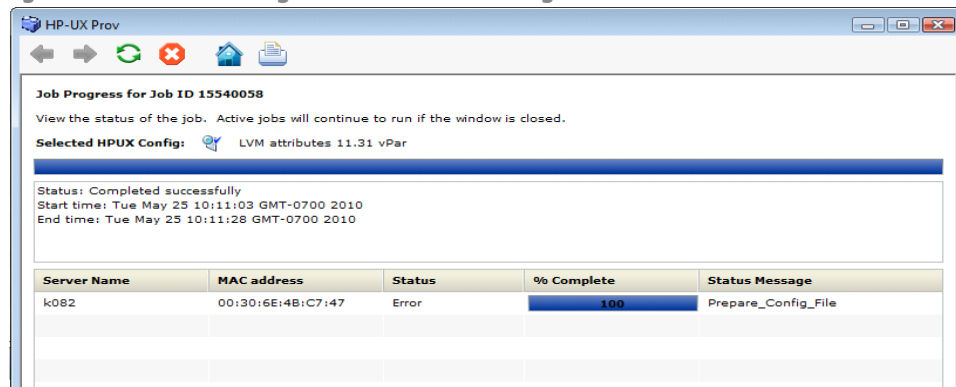 HP-UX Prov
Job Progress for Job ID 15540058
View the status of the job. Active jobs will continue to run if the window is closed.
Selected HPUX Config: LVM attributes 11.31 vPar
Status: Completed successfully
Start time: Tue May 25 10:11:03 GMT-0700 2010
End time: Tue May 25 10:11:28 GMT-0700 2010
Server Name MAC address Status % Complete Status Message
k082 00:30:6E:4B:C7:47 Error 100 Prepare_Config_File